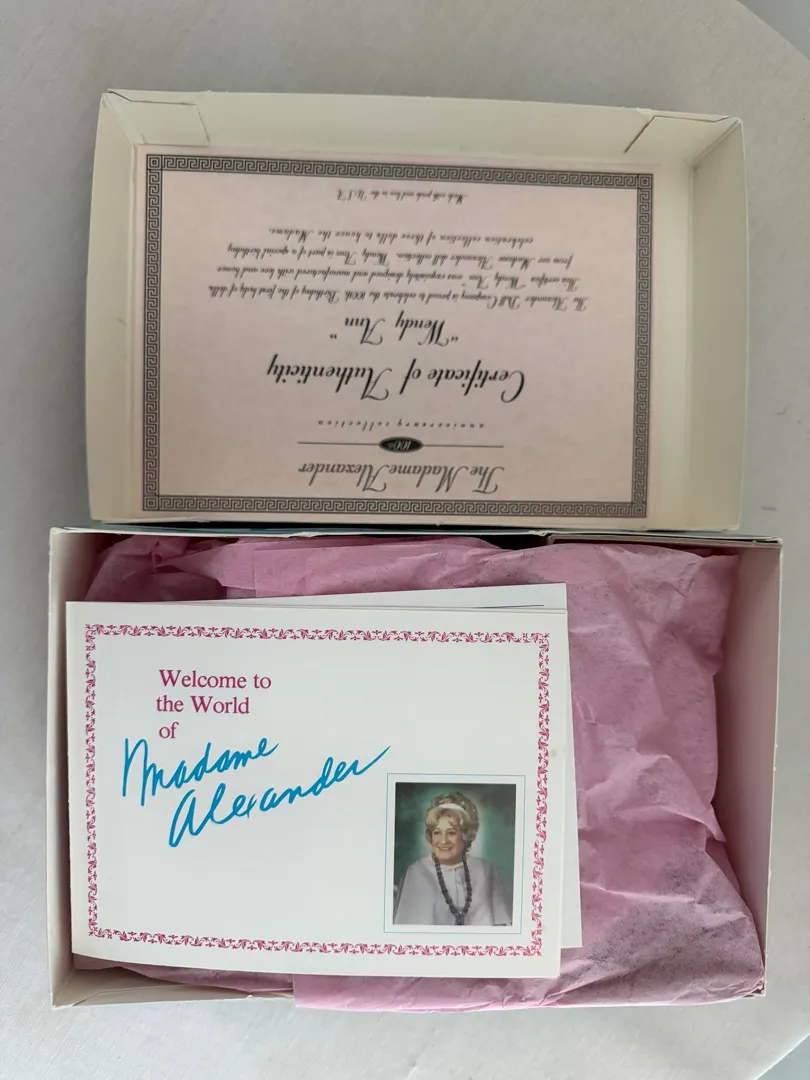 The Madame Alexander
100th
anniversary collection
Certificate of Authenticity
"Wendy Ann"
The Alexander Doll Company is proud to celebrate the 100th Birthday of the first lady of dolls.
This certifies "Wendy Ann" was exquisitely designed and manufactured with love and honor
from our Madame Alexander doll collection. Wendy Ann is part of a special birthday
celebration collection of three dolls to honor the Madame.
Made with pride and love in the U.S.A.
Welcome to
the World
of
Madame
Alexander